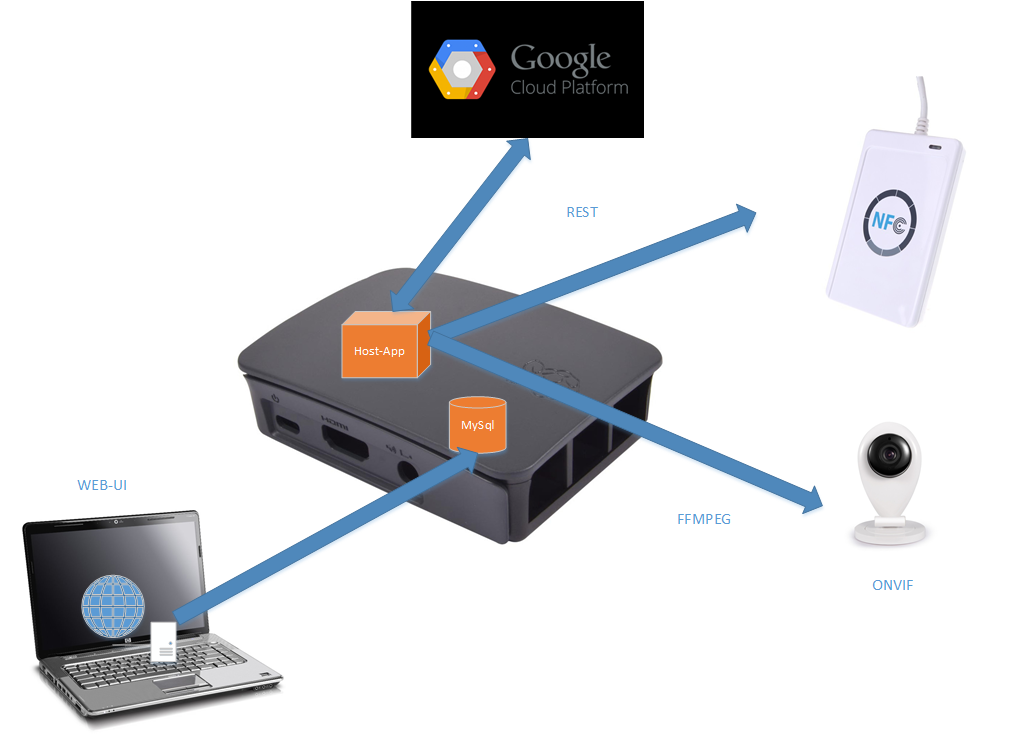 Google
Cloud Platform
REST
NFC
Host-App
HDMI
MySql
WEB-UI
FFMPEG
ONVIF